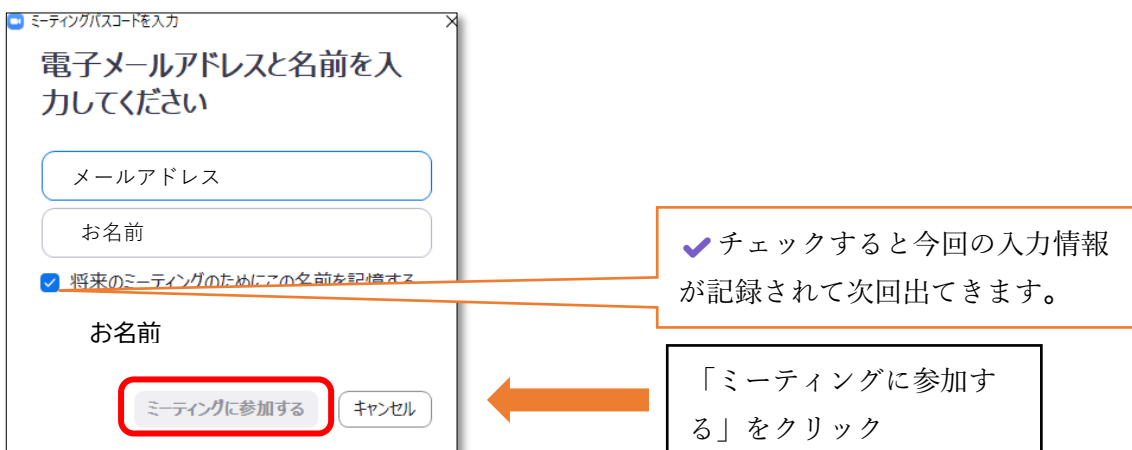 ミーティングパスコードを入力
電子メールアドレスと名前を入
力してください
メールアドレス
お名前
将来のミーティングのためにこの名前を記憶する
お名前
ミーティングに参加する
キャンセル
チェックすると今回の入力情報
が記録されて次回出てきます。
「ミーティングに参加す
る」をクリック